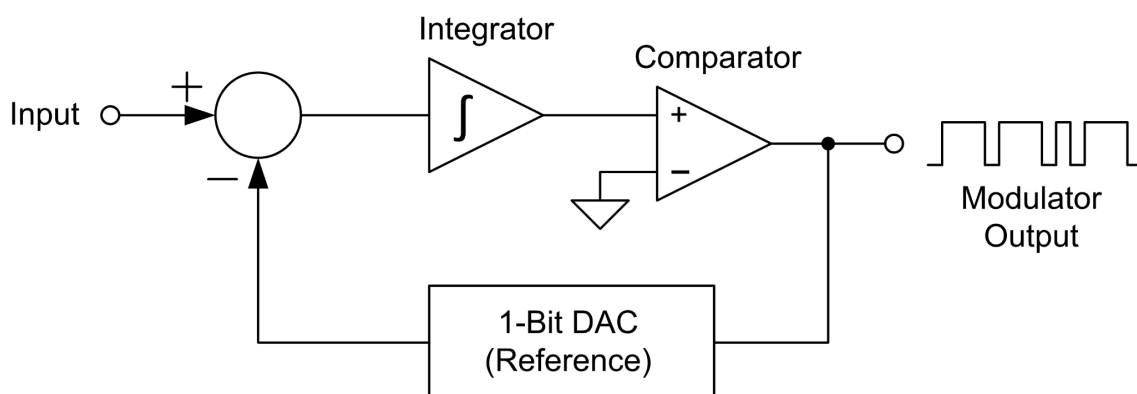 Integrator
Comparator
Input
+
−
∫
+
−
Modulator
Output
1-Bit DAC
(Reference)